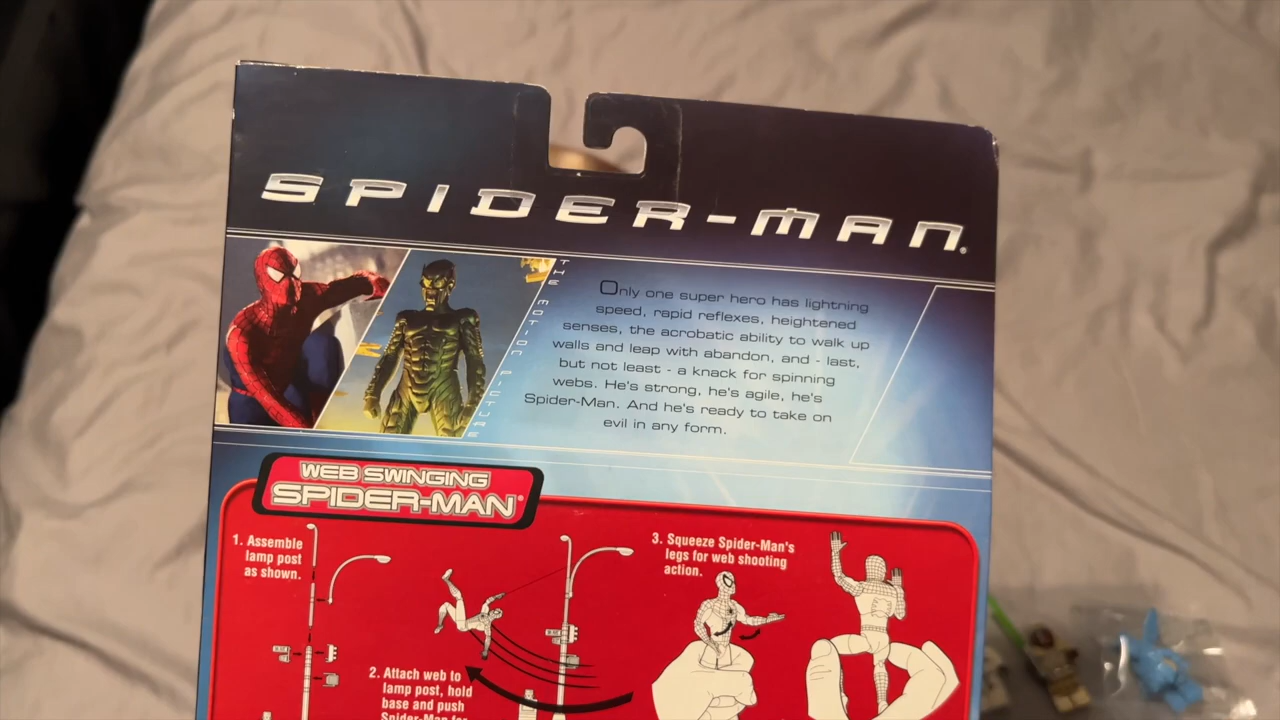 SPIDER-MAN®
THE MOTION PICTURE
Only one super hero has lightning
speed, rapid reflexes, heightened
senses, the acrobatic ability to walk up
walls and leap with abandon, and - last,
but not least - a knack for spinning
webs. He's strong, he's agile, he's
Spider-Man. And he's ready to take on
evil in any form.
WEB SWINGING
SPIDER-MAN®
1. Assemble
lamp post
as shown.
2. Attach web to
lamp post, hold
base and push
Spider-Man for
3. Squeeze Spider-Man's
legs for web shooting
action.